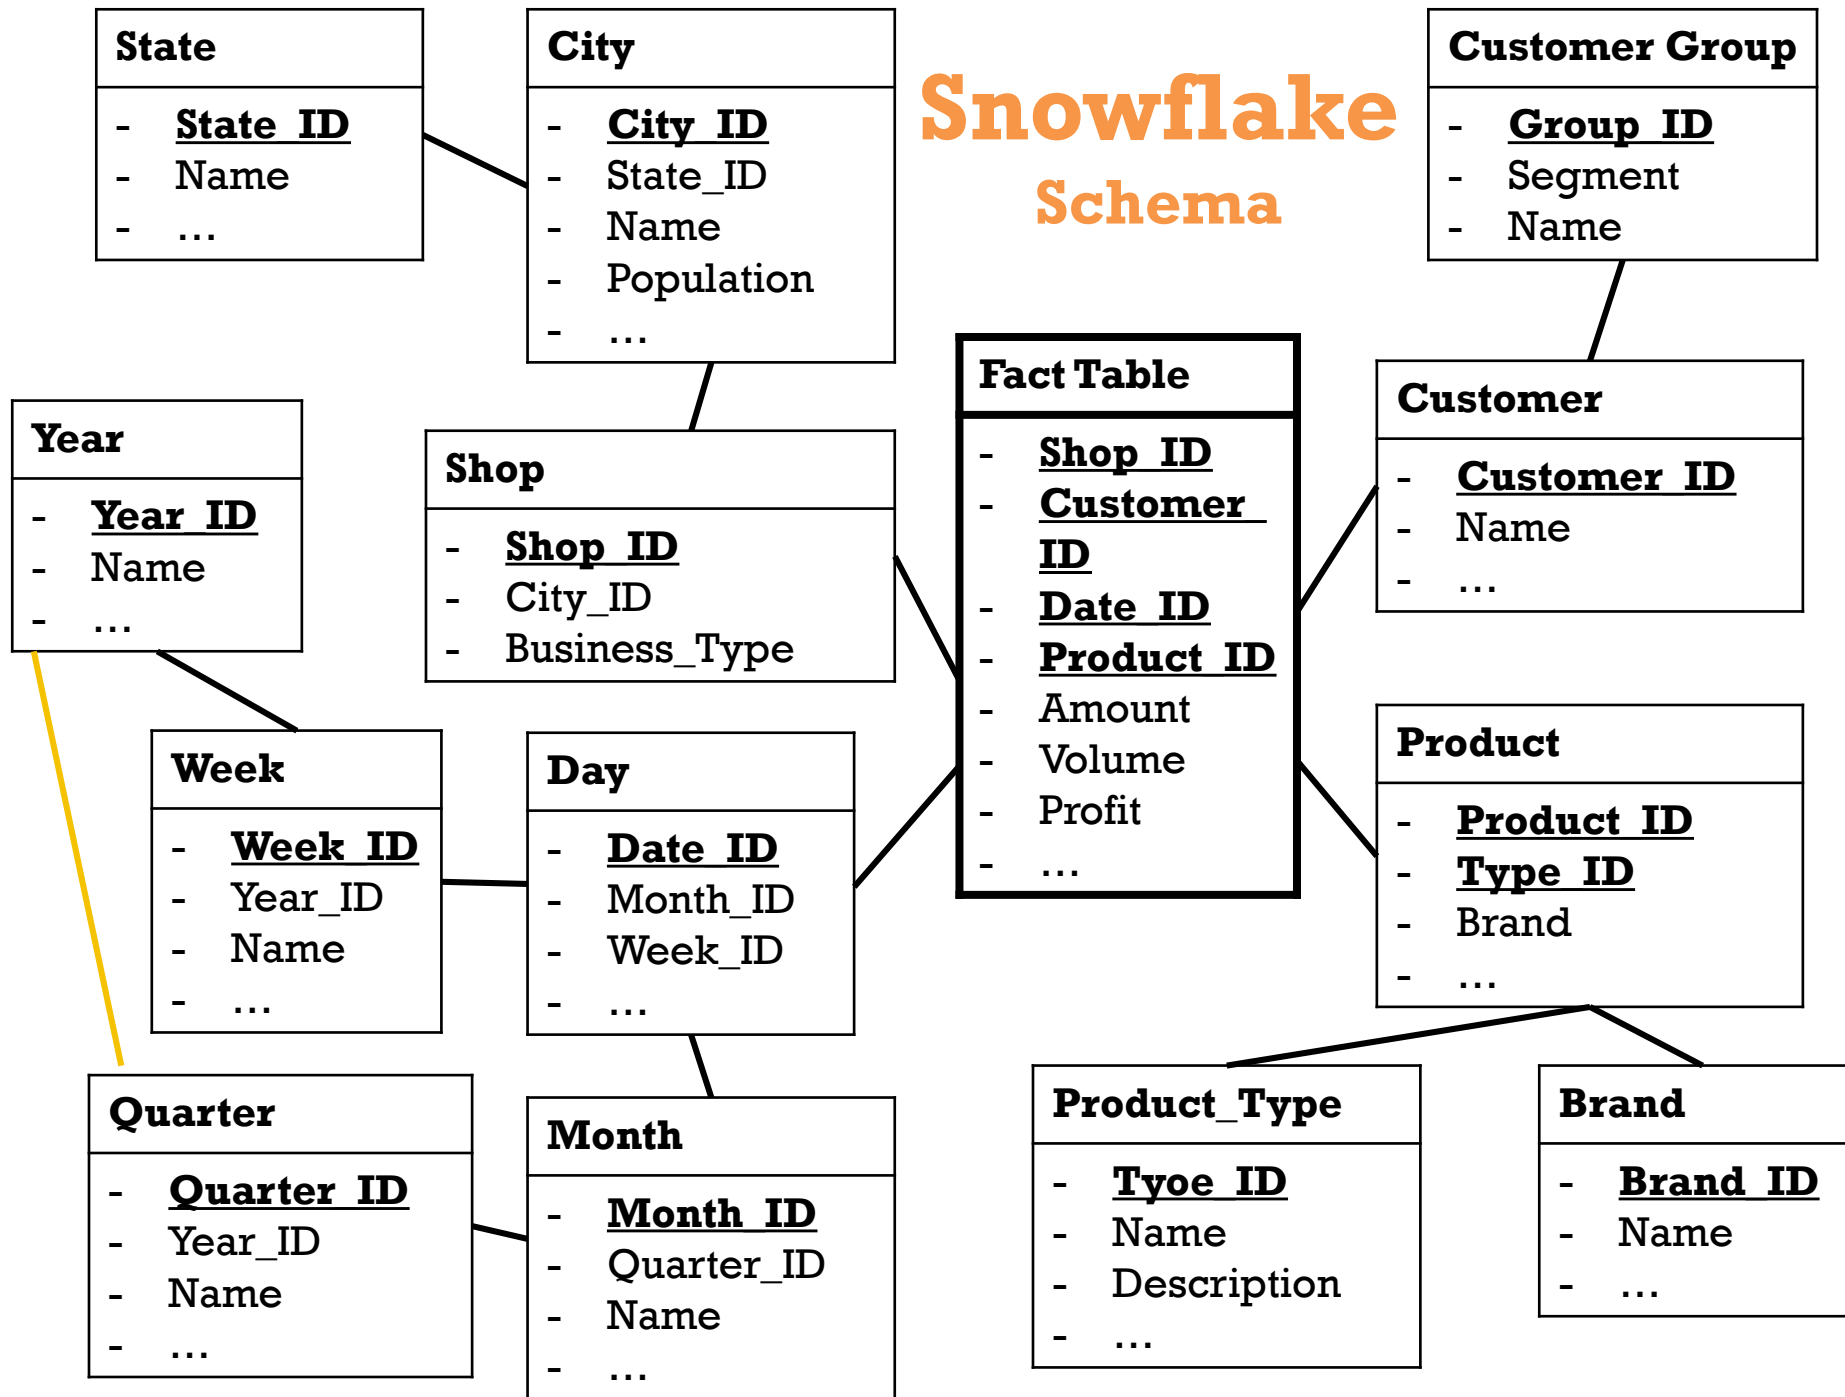 State
- State_ID
- Name
- ...
City
- City_ID
- State_ID
- Name
- Population
- ...
Snowflake
Schema
Customer Group
- Group_ID
- Segment
- Name
Year
- Year_ID
- Name
- ...
Shop
- Shop_ID
- City_ID
- Business_Type
Fact Table
- Shop_ID
- Customer_
ID
- Date_ID
- Product_ID
- Amount
- Volume
- Profit
- ...
Customer
- Customer_ID
- Name
- ...
Week
- Week_ID
- Year_ID
- Name
- ...
Day
- Date_ID
- Month_ID
- Week_ID
- ...
Product
- Product_ID
- Type_ID
- Brand
- ...
Quarter
- Quarter_ID
- Year_ID
- Name
- ...
Month
- Month_ID
- Quarter_ID
- Name
- ...
Product_Type
- Tyoe_ID
- Name
- Description
- ...
Brand
- Brand_ID
- Name
- ...